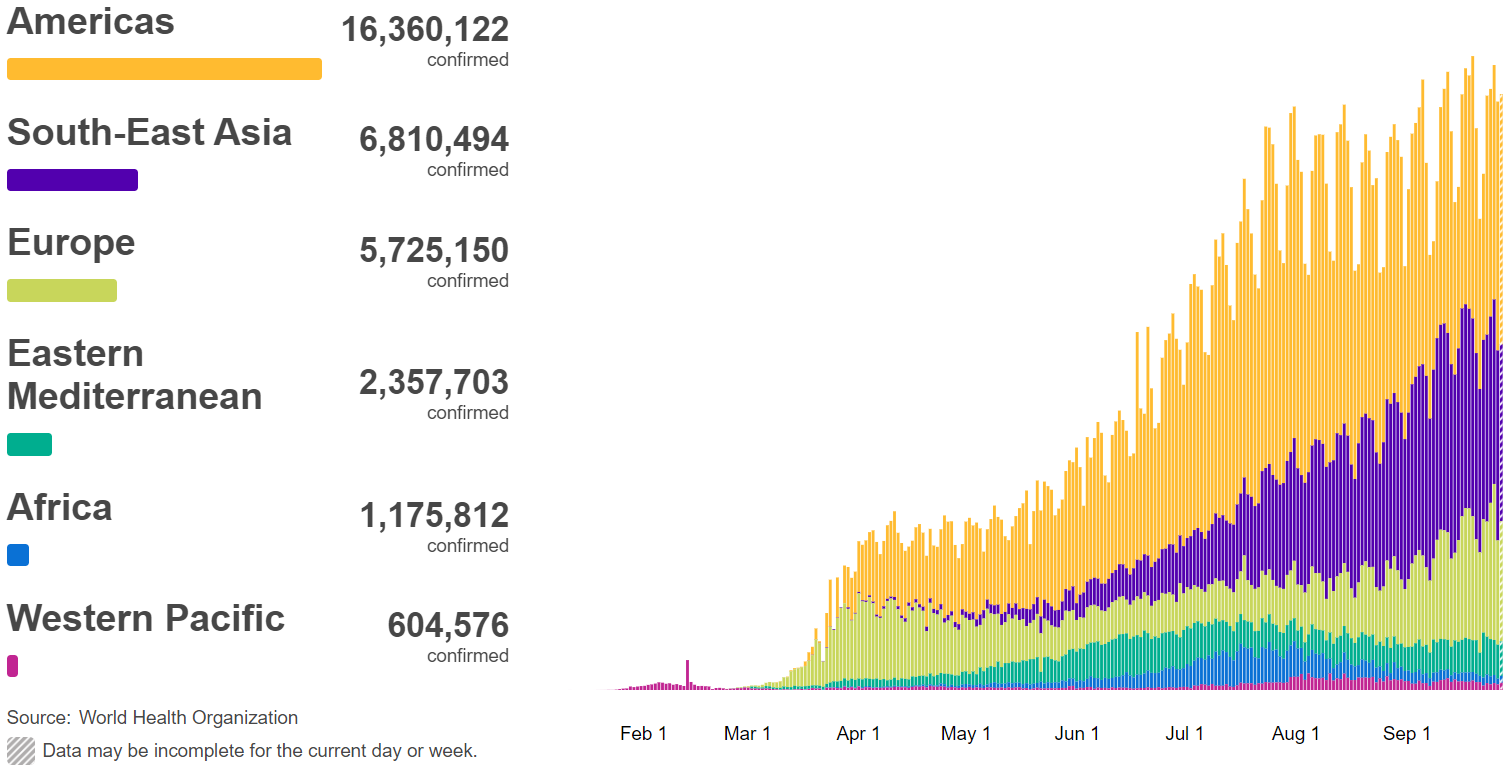 Americas
16,360,122
confirmed
South-East Asia
6,810,494
confirmed
Europe
5,725,150
confirmed
Eastern
Mediterranean
2,357,703
confirmed
Africa
1,175,812
confirmed
Western Pacific
604,576
confirmed
Source: World Health Organization
Data may be incomplete for the current day or week.
Feb 1 Mar 1 Apr 1 May 1 Jun 1 Jul 1 Aug 1 Sep 1